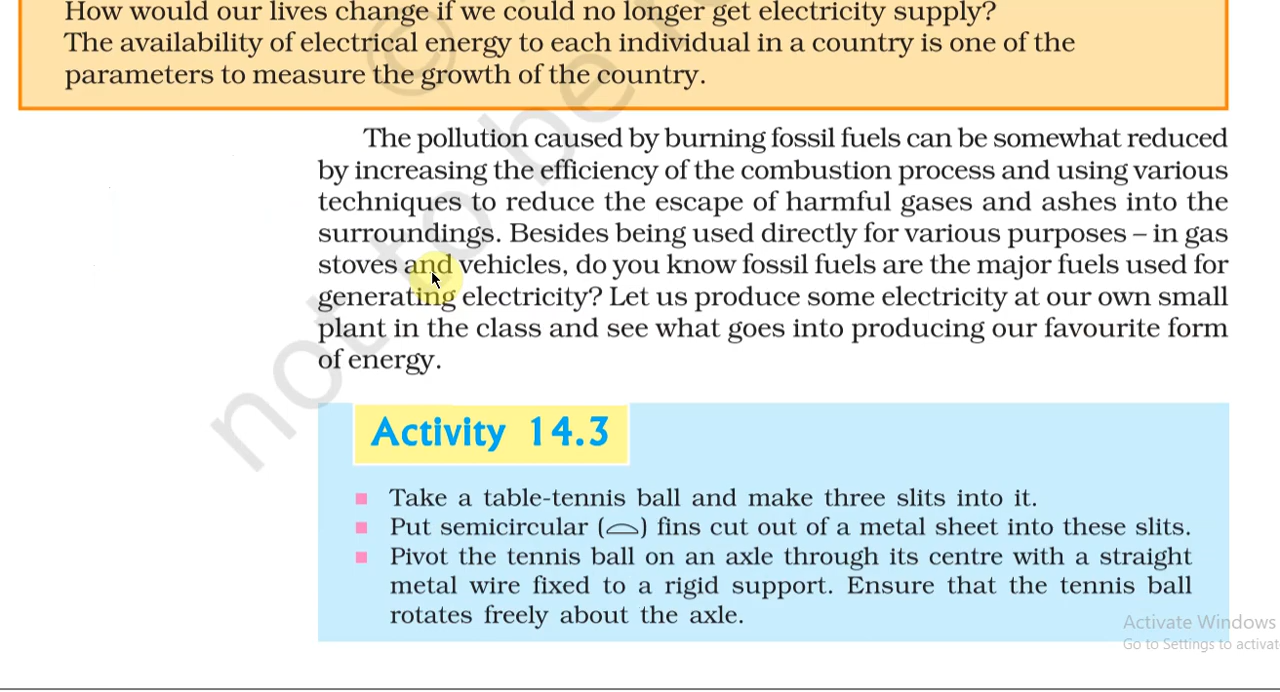 How would our lives change if we could no longer get electricity supply?
The availability of electrical energy to each individual in a country is one of the
parameters to measure the growth of the country.
The pollution caused by burning fossil fuels can be somewhat reduced
by increasing the efficiency of the combustion process and using various
techniques to reduce the escape of harmful gases and ashes into the
surroundings. Besides being used directly for various purposes – in gas
stoves and vehicles, do you know fossil fuels are the major fuels used for
generating electricity? Let us produce some electricity at our own small
plant in the class and see what goes into producing our favourite form
of energy.
Activity 14.3
Take a table-tennis ball and make three slits into it.
Put semicircular ( ) fins cut out of a metal sheet into these slits.
Pivot the tennis ball on an axle through its centre with a straight
metal wire fixed to a rigid support. Ensure that the tennis ball
rotates freely about the axle.
Activate Windows
Go to Settings to activat
not to be
©